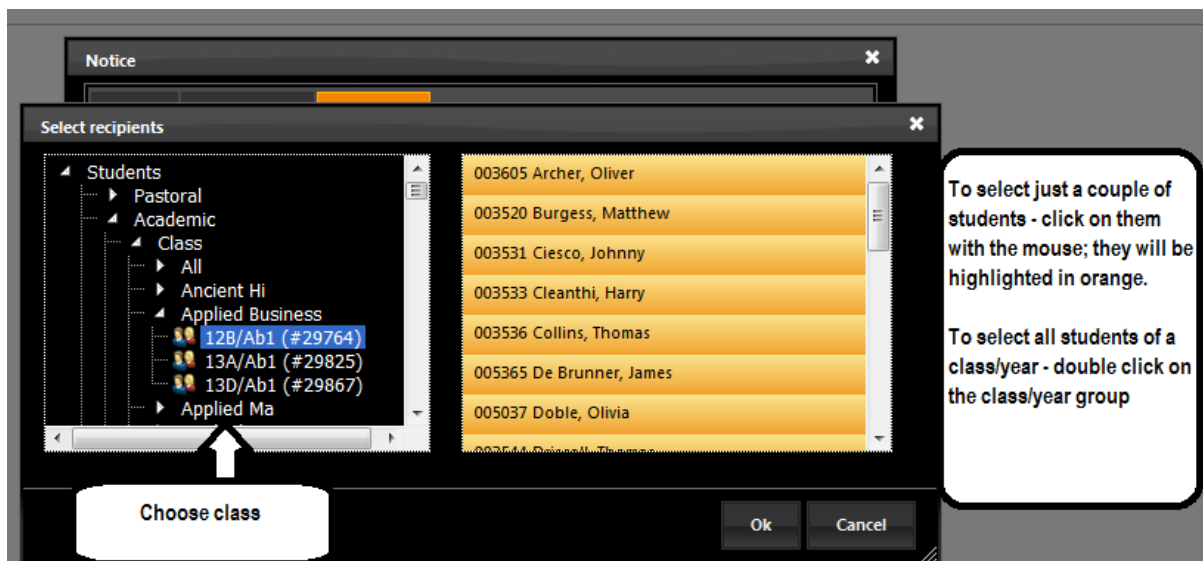 Notice
Select recipients
Students
Pastoral
Academic
Class
All
Ancient Hi
Applied Business
12B/Ab1 (#29764)
13A/Ab1 (#29825)
13D/Ab1 (#29867)
Applied Ma
003605 Archer, Oliver
003520 Burgess, Matthew
003531 Ciesco, Johnny
003533 Cleanthi, Harry
003536 Collins, Thomas
005365 De Brunner, James
005037 Doble, Olivia
To select just a couple of
students - click on them
with the mouse; they will be
highlighted in orange.
To select all students of a
class/year - double click on
the class/year group
Choose class
Ok
Cancel